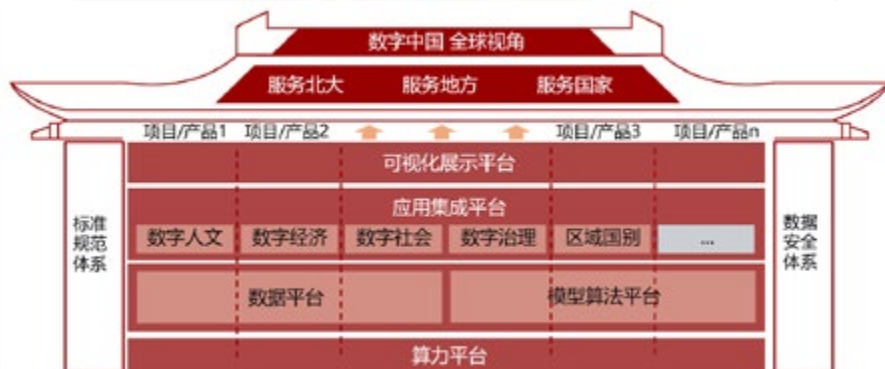 数字中国 全球视角
服务北大 服务地方 服务国家
项目/产品1 项目/产品2 项目/产品3 项目/产品n
可视化展示平台
应用集成平台
数字人文 数字经济 数字社会 数字治理 区域国别 ...
数据平台 模型算法平台
算力平台
标准
规范
体系
数据
安全
体系